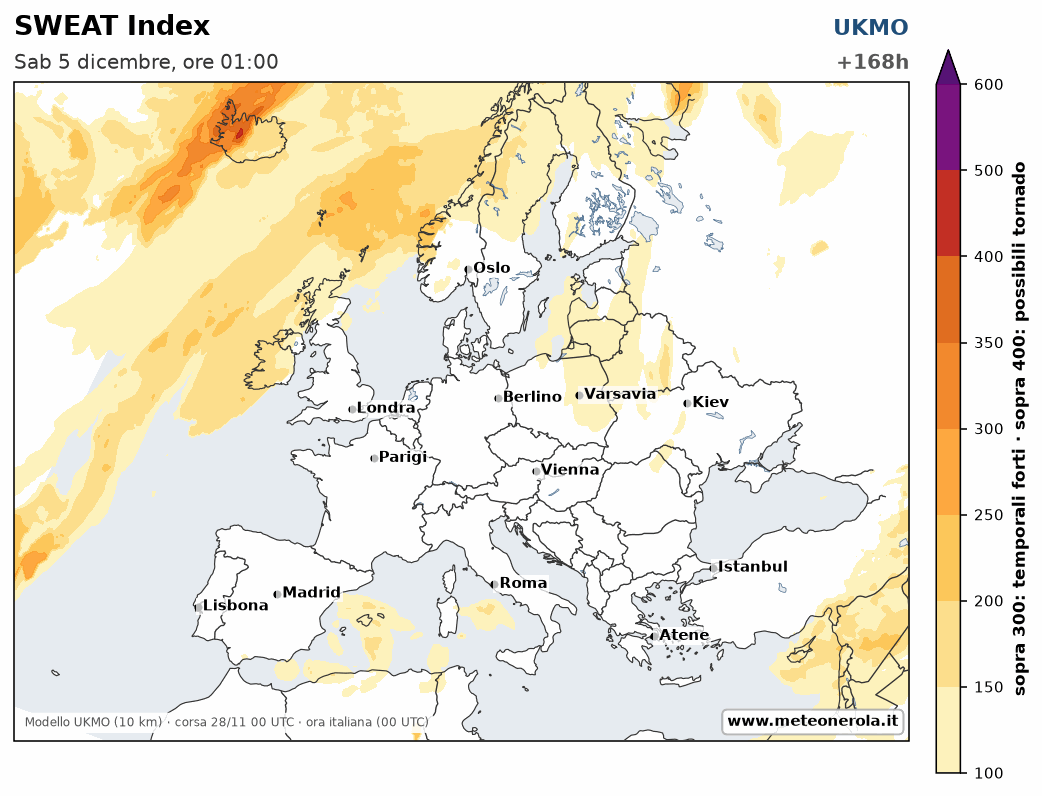 SWEAT Index
UKMO
Sab 5 dicembre, ore 01:00
+168h
600
500
400
350
300
250
200
150
100
sopra 300: temporali forti · sopra 400: possibili tornado
Oslo
Berlino
Varsavia
Kiev
Londra
Parigi
Vienna
Istanbul
Roma
Madrid
Lisbona
Atene
Modello UKMO (10 km) · corsa 28/11 00 UTC · ora italiana (00 UTC)
www.meteonerola.it